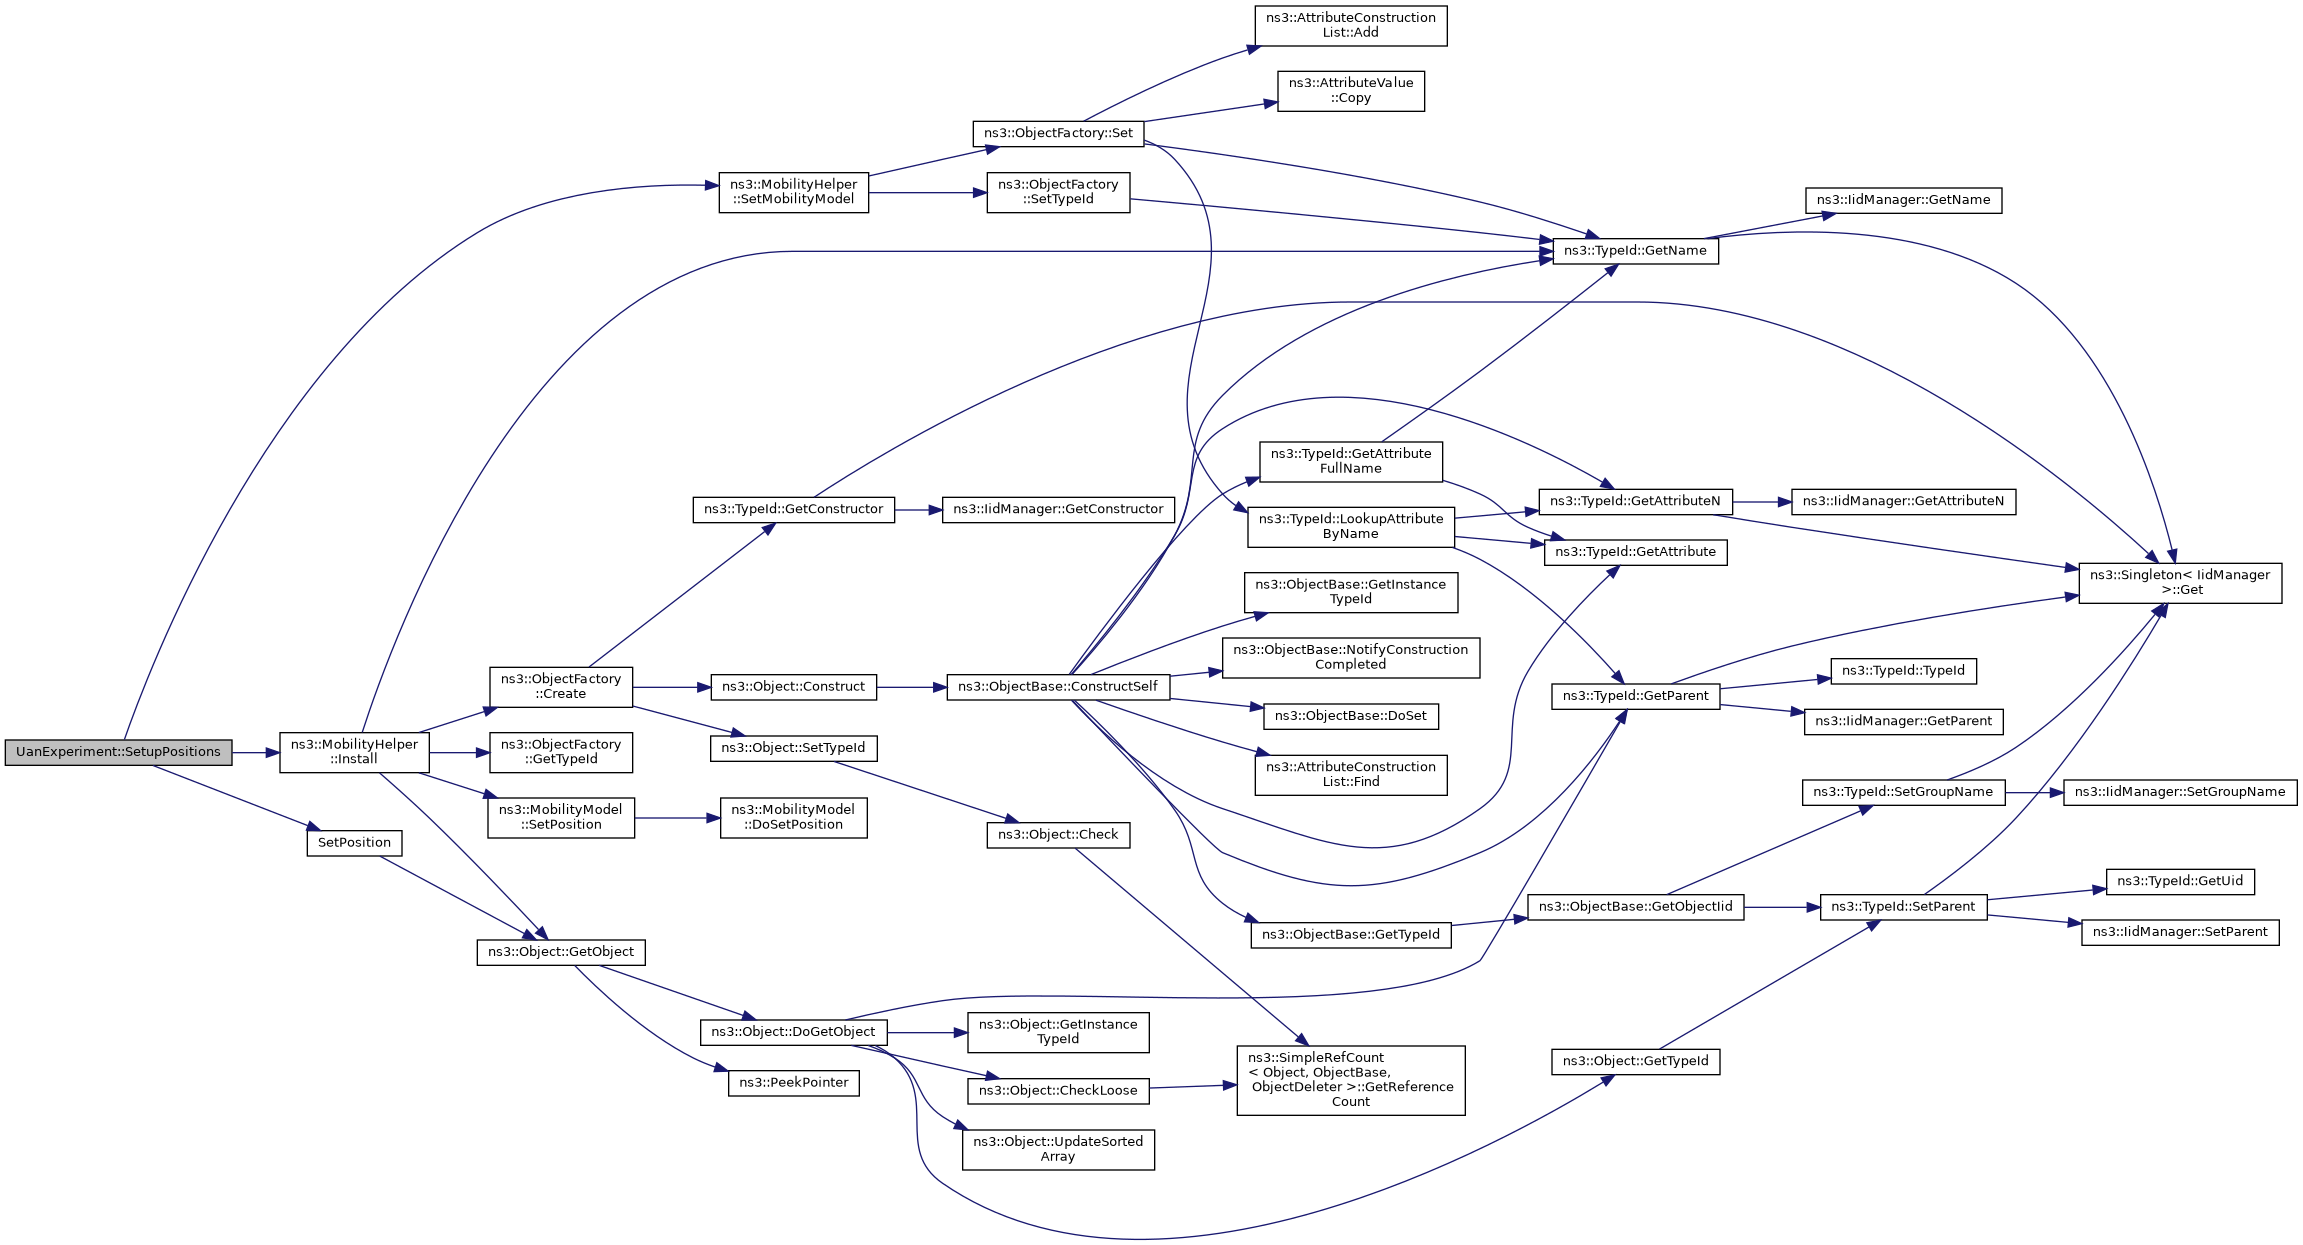 ns3::AttributeConstruction
List::Add
ns3::AttributeValue
::Copy
ns3::ObjectFactory::Set
ns3::MobilityHelper
::SetMobilityModel
ns3::ObjectFactory
::SetTypeId
ns3::IidManager::GetName
ns3::TypeId::GetName
ns3::TypeId::GetAttribute
FullName
ns3::TypeId::GetConstructor
ns3::IidManager::GetConstructor
ns3::TypeId::LookupAttribute
ByName
ns3::TypeId::GetAttributeN
ns3::IidManager::GetAttributeN
ns3::TypeId::GetAttribute
ns3::Singleton< IidManager
>::Get
ns3::ObjectBase::GetInstance
TypeId
ns3::ObjectBase::NotifyConstruction
Completed
ns3::ObjectFactory
::Create
ns3::Object::Construct
ns3::ObjectBase::ConstructSelf
ns3::TypeId::GetParent
ns3::TypeId::TypeId
ns3::IidManager::GetParent
ns3::ObjectBase::DoSet
UanExperiment::SetupPositions
ns3::MobilityHelper
::Install
ns3::ObjectFactory
::GetTypeId
ns3::Object::SetTypeId
ns3::AttributeConstruction
List::Find
ns3::TypeId::SetGroupName
ns3::IidManager::SetGroupName
ns3::MobilityModel
::SetPosition
ns3::MobilityModel
::DoSetPosition
SetPosition
ns3::Object::Check
ns3::TypeId::GetUid
ns3::ObjectBase::GetObjectIid
ns3::TypeId::SetParent
ns3::ObjectBase::GetTypeId
ns3::IidManager::SetParent
ns3::Object::GetObject
ns3::Object::DoGetObject
ns3::Object::GetInstance
TypeId
ns3::PeekPointer
ns3::Object::CheckLoose
ns3::SimpleRefCount
< Object, ObjectBase,
ObjectDeleter >::GetReference
Count
ns3::Object::GetTypeId
ns3::Object::UpdateSorted
Array